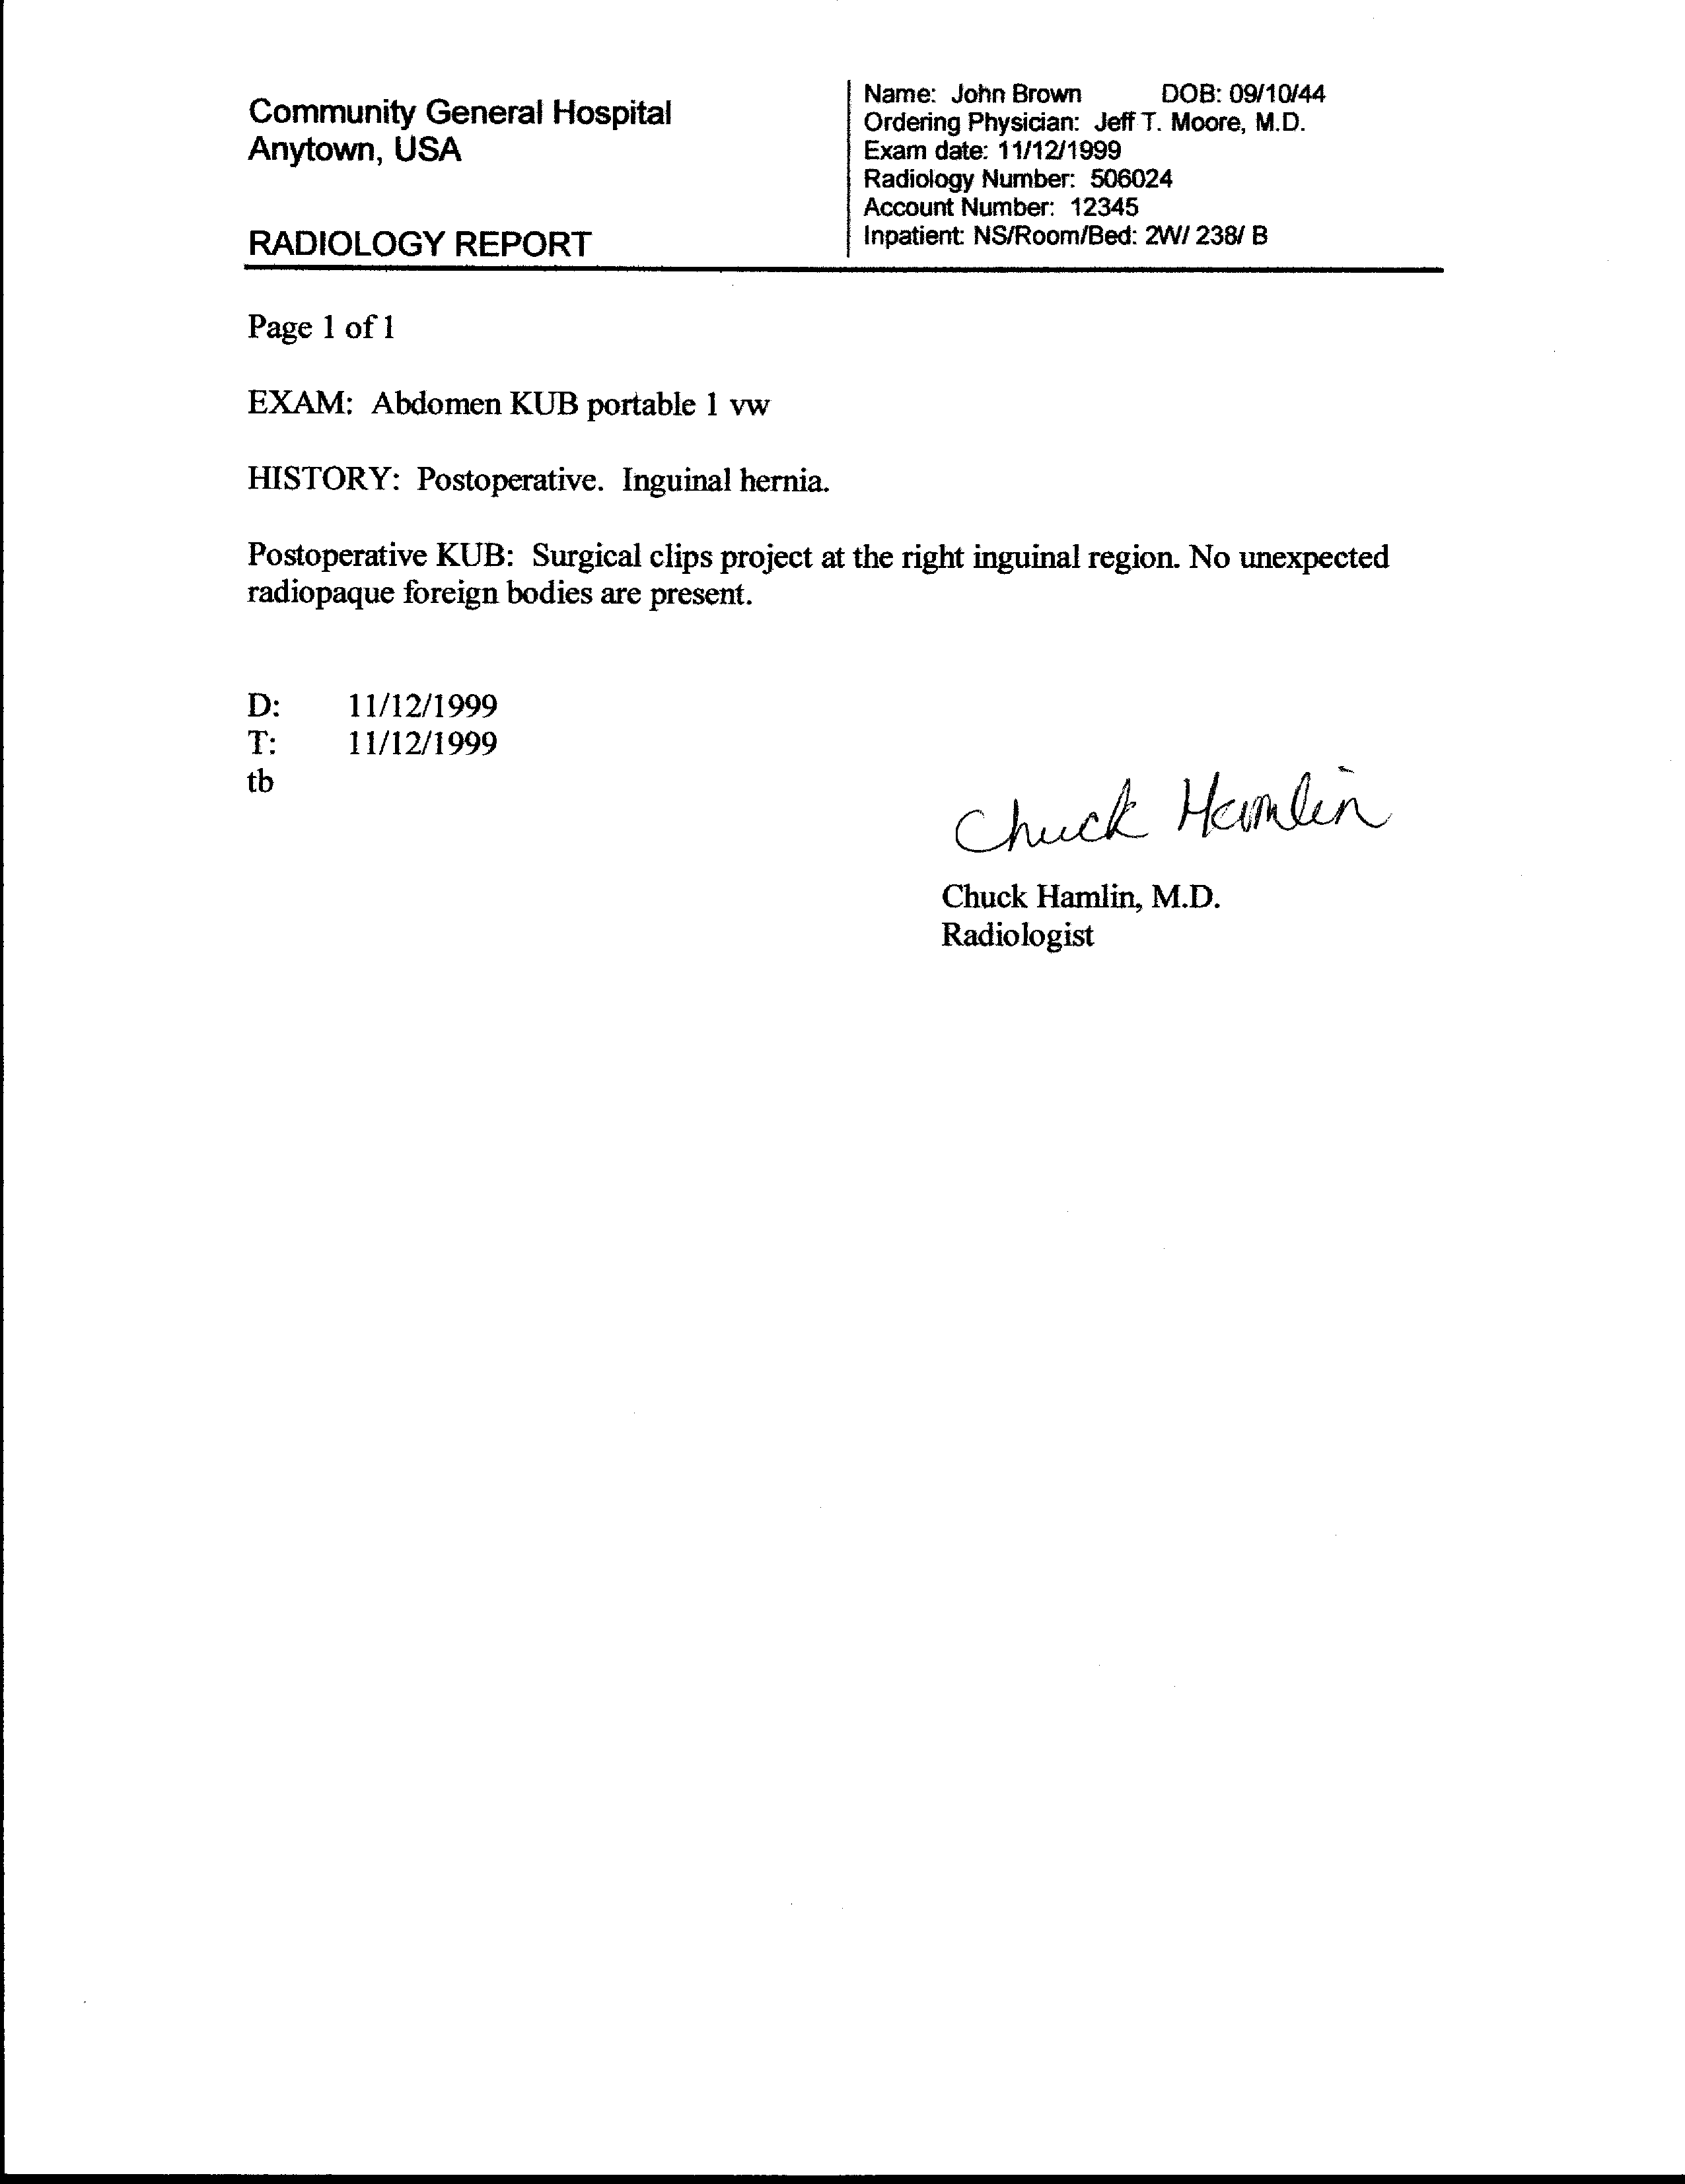 Community General Hospital
Anytown, USA
RADIOLOGY REPORT
Name: John Brown DOB: 09/10/44
Ordering Physician: Jeff T. Moore, M.D.
Exam date: 11/12/1999
Radiology Number: 506024
Account Number: 12345
Inpatient: NS/Room/Bed: 2W/ 238/ B
Page 1 of 1
EXAM: Abdomen KUB portable 1 vw
HISTORY: Postoperative. Inguinal hernia.
Postoperative KUB: Surgical clips project at the right inguinal region. No unexpected
radiopaque foreign bodies are present.
D: 11/12/1999
T: 11/12/1999
tb
Chuck Hamlin
Chuck Hamlin, M.D.
Radiologist